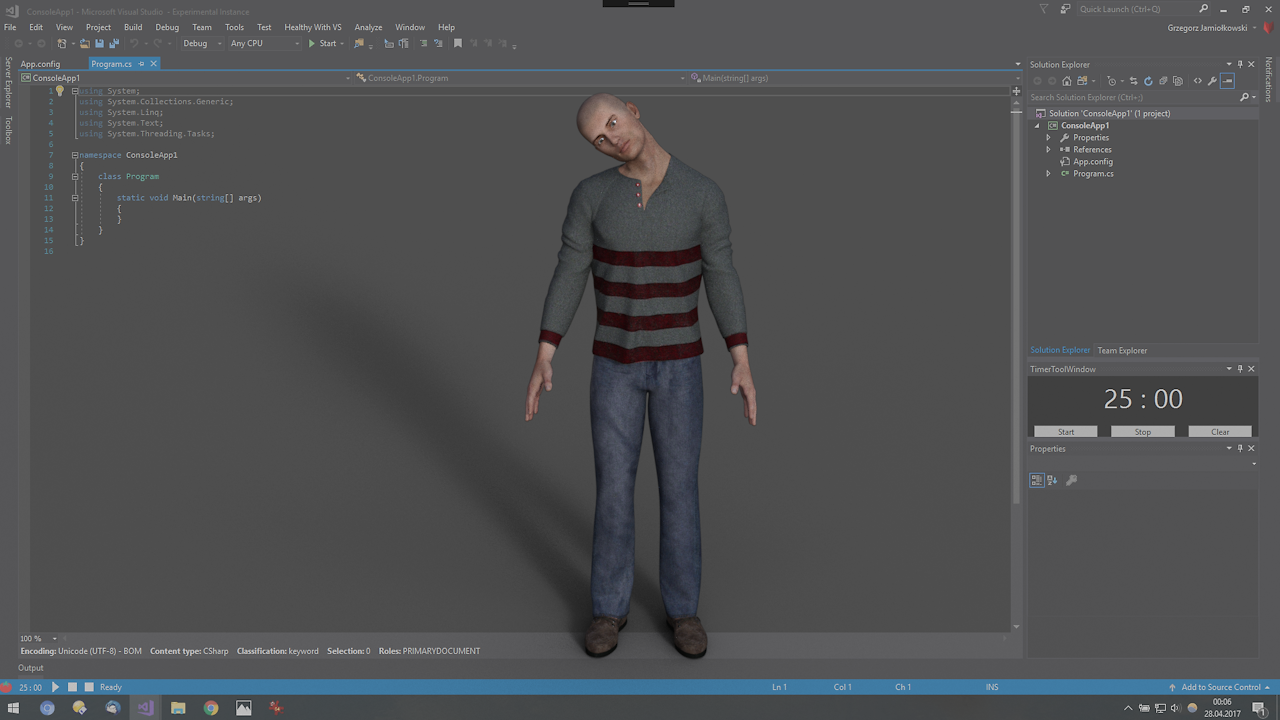 ConsoleApp1 - Microsoft Visual Studio - Experimental Instance
Quick Launch (Ctrl+Q)
File Edit View Project Build Debug Team Tools Test Healthy With VS Analyze Window Help
Grzegorz Jamiołkowski
Debug Any CPU Start
Server Explorer
Toolbox
App.config Program.cs
ConsoleApp1 ConsoleApp1.Program Main(string[] args)
1 using System;
2 using System.Collections.Generic;
3 using System.Linq;
4 using System.Text;
5 using System.Threading.Tasks;
6
7 namespace ConsoleApp1
8 {
9 class Program
10 {
11 static void Main(string[] args)
12 {
13 }
14 }
15 }
16
100 %
Encoding: Unicode (UTF-8) - BOM Content type: CSharp Classification: keyword Selection: 0 Roles: PRIMARYDOCUMENT
Output
Solution Explorer
Search Solution Explorer (Ctrl+;)
Solution 'ConsoleApp1' (1 project)
ConsoleApp1
Properties
References
App.config
Program.cs
Solution Explorer Team Explorer
TimerToolWindow
25 : 00
Start Stop Clear
Properties
Notifications
25 : 00 Ready Ln 1 Col 1 Ch 1 INS Add to Source Control
00:06
28.04.2017
1